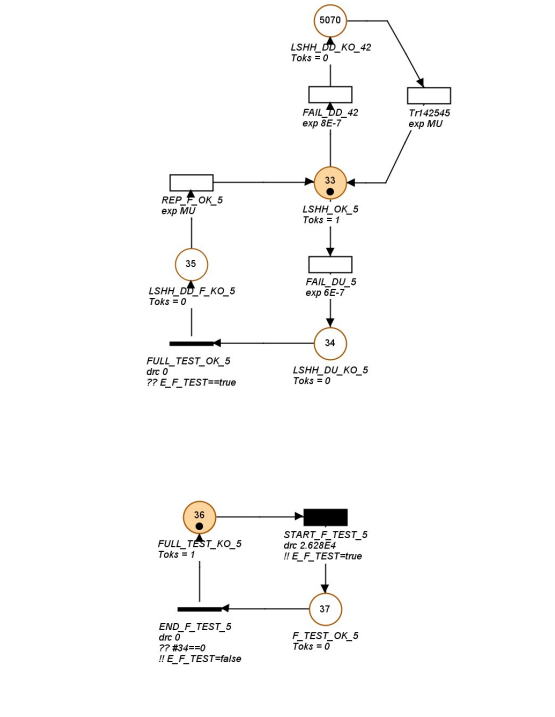 5070
LSHH_DD_KO_42
Toks = 0
FAIL_DD_42
exp 8E-7
Tr142545
exp MU
33
LSHH_OK_5
Toks = 1
REP_F_OK_5
exp MU
35
LSHH_DD_F_KO_5
Toks = 0
FAIL_DU_5
exp 6E-7
34
LSHH_DU_KO_5
Toks = 0
FULL_TEST_OK_5
drc 0
?? E_F_TEST==true
36
FULL_TEST_KO_5
Toks = 1
START_F_TEST_5
drc 2.628E4
!! E_F_TEST=true
37
F_TEST_OK_5
Toks = 0
END_F_TEST_5
drc 0
?? #34==0
!! E_F_TEST=false